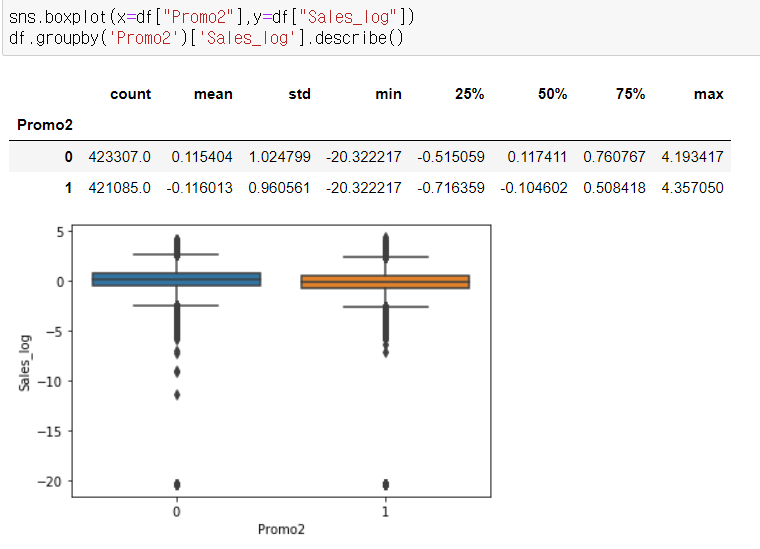 sns.boxplot(x=df["Promo2"],y=df["Sales_log"])
df.groupby('Promo2')['Sales_log'].describe()
count mean std min 25% 50% 75% max
Promo2
0 423307.0 0.115404 1.024799 -20.322217 -0.515059 0.117411 0.760767 4.193417
1 421085.0 -0.116013 0.960561 -20.322217 -0.716359 -0.104602 0.508418 4.357050
5
0
−5
−10
−15
−20
Sales_log
0 1
Promo2